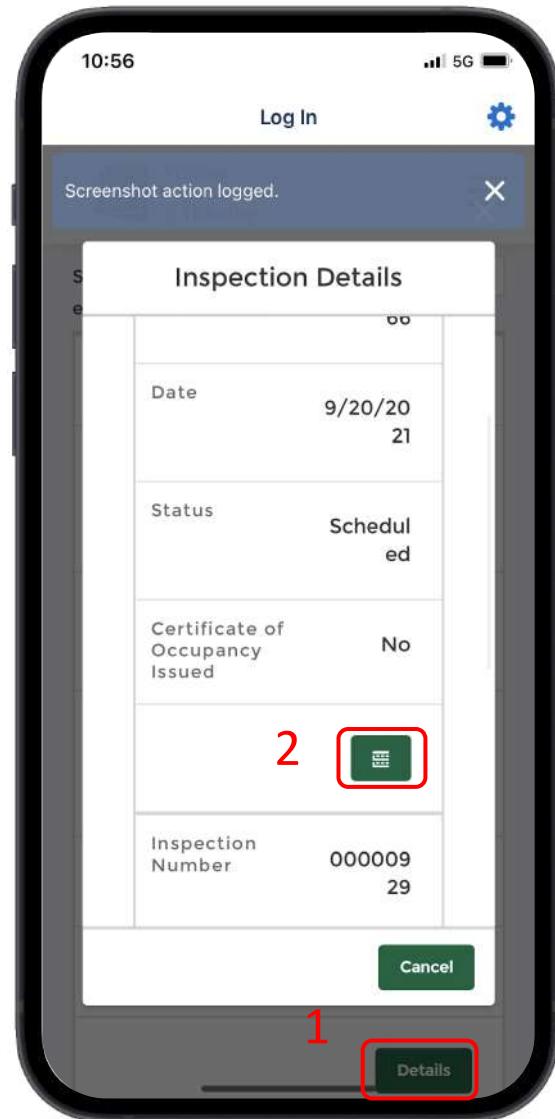 10:56
5G
Log In
Screenshot action logged.
S
Inspection Details
e
66
Date
9/20/20
21
Status
Schedul
ed
Certificate of
Occupancy
Issued
No
2
Inspection
Number
000009
29
Cancel
1
Details